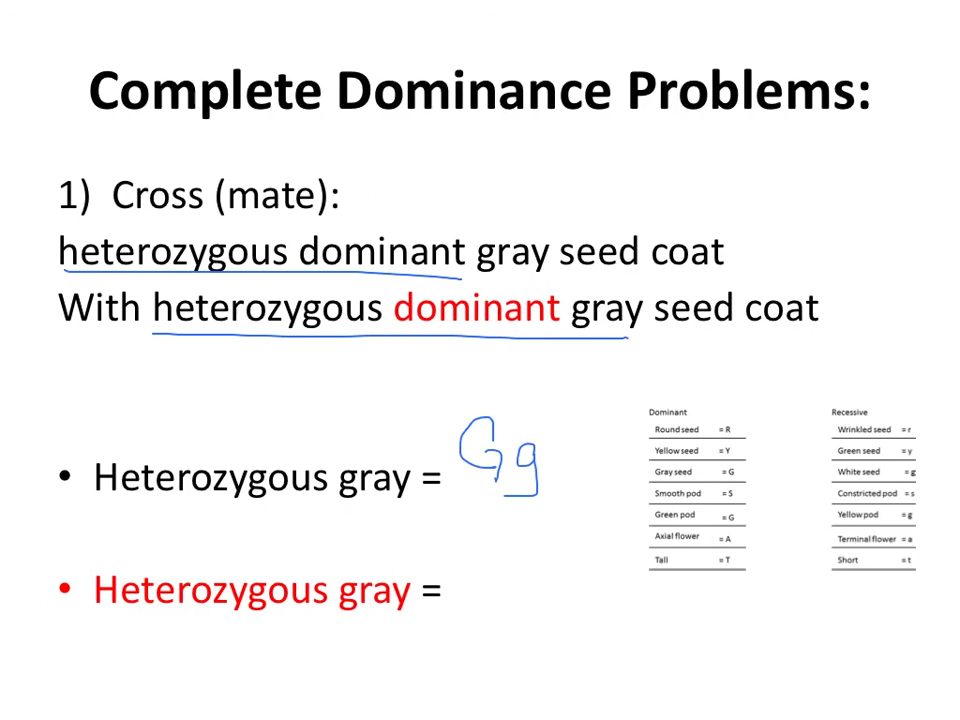 Complete Dominance Problems:
1) Cross (mate):
heterozygous dominant gray seed coat
With heterozygous dominant gray seed coat
• Heterozygous gray = Gg
• Heterozygous gray =
Dominant
Round seed = R
Yellow seed = Y
Gray seed = G
Smooth pod = S
Green pod = G
Axial flower = A
Tall = T
Recessive
Wrinkled seed = r
Green seed = y
White seed = g
Constricted pod = s
Yellow pod = g
Terminal flower = a
Short = t